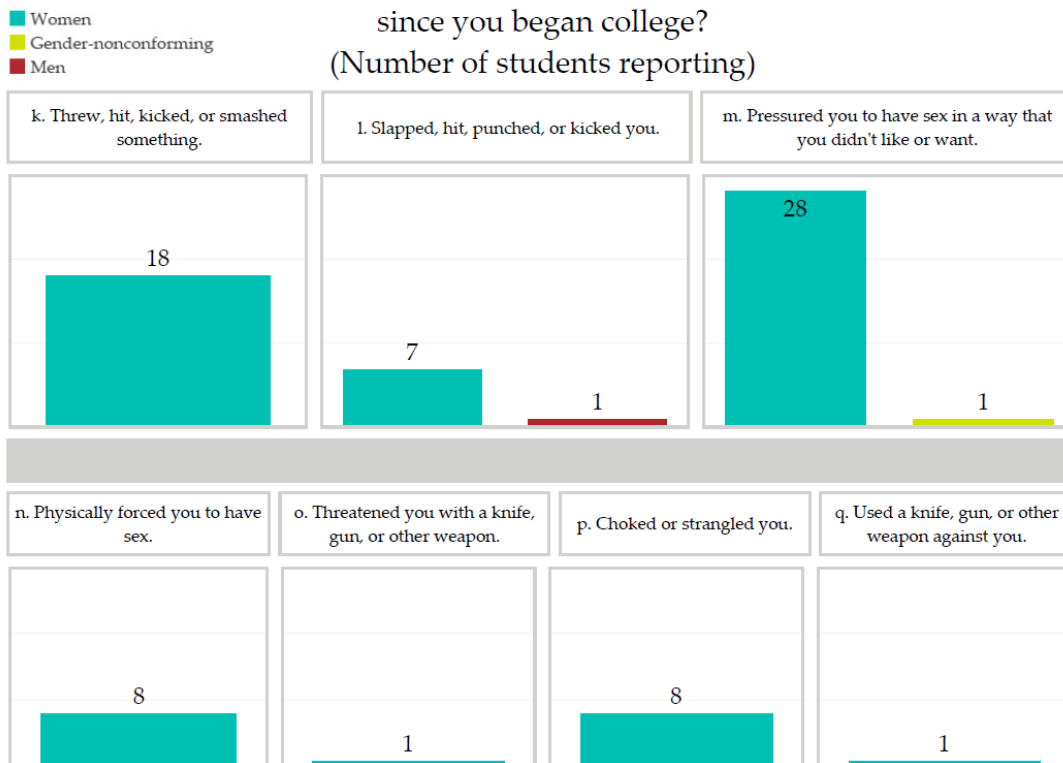 Women
Gender-nonconforming
Men
since you began college?
(Number of students reporting)
k. Threw, hit, kicked, or smashed
something.
l. Slapped, hit, punched, or kicked you.
m. Pressured you to have sex in a way that
you didn't like or want.
18
7
1
28
1
n. Physically forced you to have
sex.
o. Threatened you with a knife,
gun, or other weapon.
p. Choked or strangled you.
q. Used a knife, gun, or other
weapon against you.
8
1
8
1